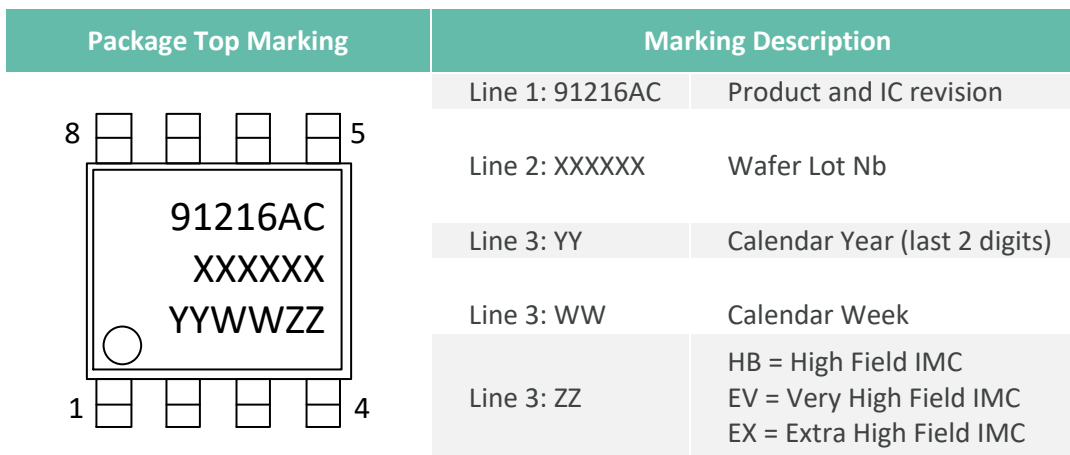 Package Top Marking
Marking Description
8
5
91216AC
XXXXXX
YYWWZZ
1
4
Line 1: 91216AC Product and IC revision
Line 2: XXXXXX Wafer Lot Nb
Line 3: YY Calendar Year (last 2 digits)
Line 3: WW Calendar Week
Line 3: ZZ
HB = High Field IMC
EV = Very High Field IMC
EX = Extra High Field IMC